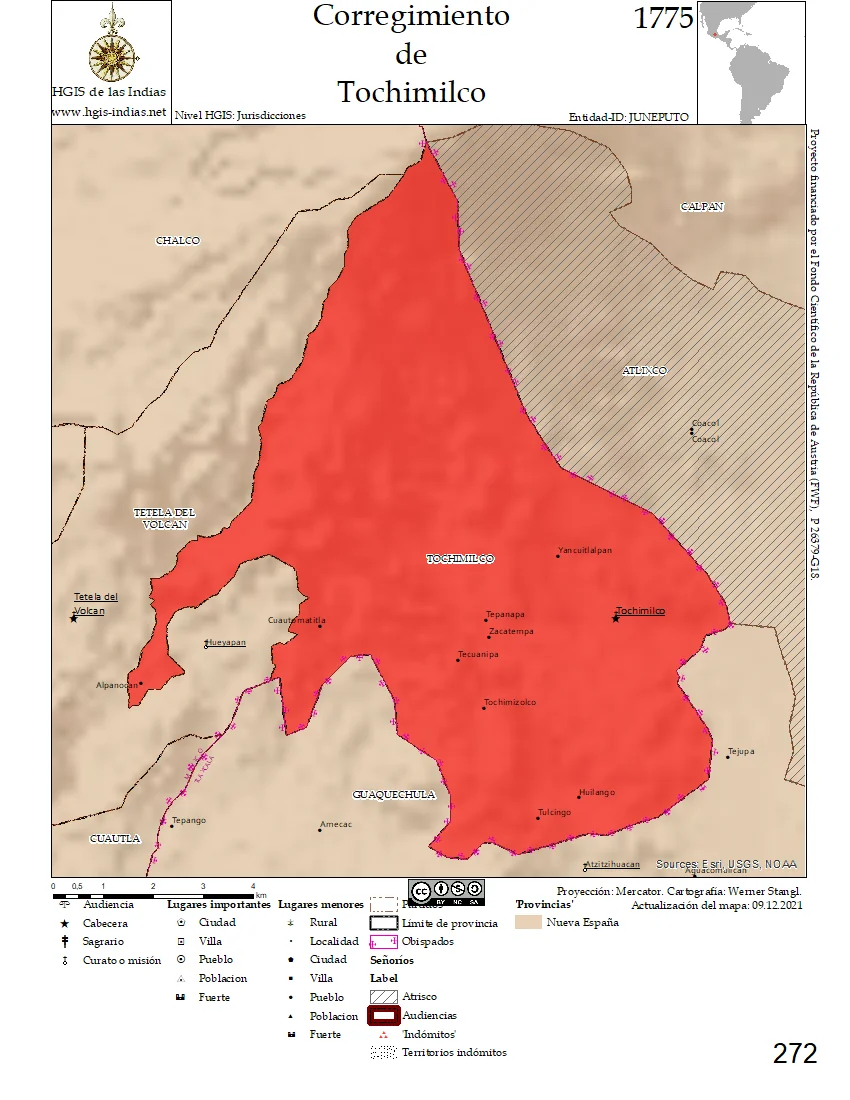 Corregimiento
de
Tochimilco
1775
HGIS de las Indias
www.hgis-indias.net
Nivel HGIS: Jurisdicciones
Entidad-ID: JUNEPUTO
Proyecto financiado por el Fondo Científico de la República de Austria (FWF), P 26379-G18.
CALPAN
CHALCO
ATLIXCO
Coacol
Coacol
TETELA DEL
VOLCAN
TOCHIMILCO
Yancuitlalpan
Tetela del
Volcan
Tepanapa
Tochimilco
Cuautomatitla
Zacatempa
Hueyapan
Tecuanipa
Alpanocan
Tochimizolco
Tejupa
GUAQUECHULA
Huilango
Tulcingo
Tepango
Amecac
CUAUTLA
Atzitzihuacan
Sources: Esri, USGS, NOAA
0 0,5 1 2 3 4
km
CC BY NC SA
Proyección: Mercator. Cartografía: Werner Stangl.
Actualización del mapa: 09.12.2021
Audiencia
Cabecera
Sagrario
Curato o misión
Lugares importantes
Ciudad
Villa
Pueblo
Poblacion
Fuerte
Lugares menores
Rural
Localidad
Ciudad
Villa
Pueblo
Poblacion
Fuerte
Límite de provincia
Obispados
Señoríos
Label
Atrisco
Audiencias
'Indómitos'
Territorios indómitos
'Provincias'
Nueva España
272